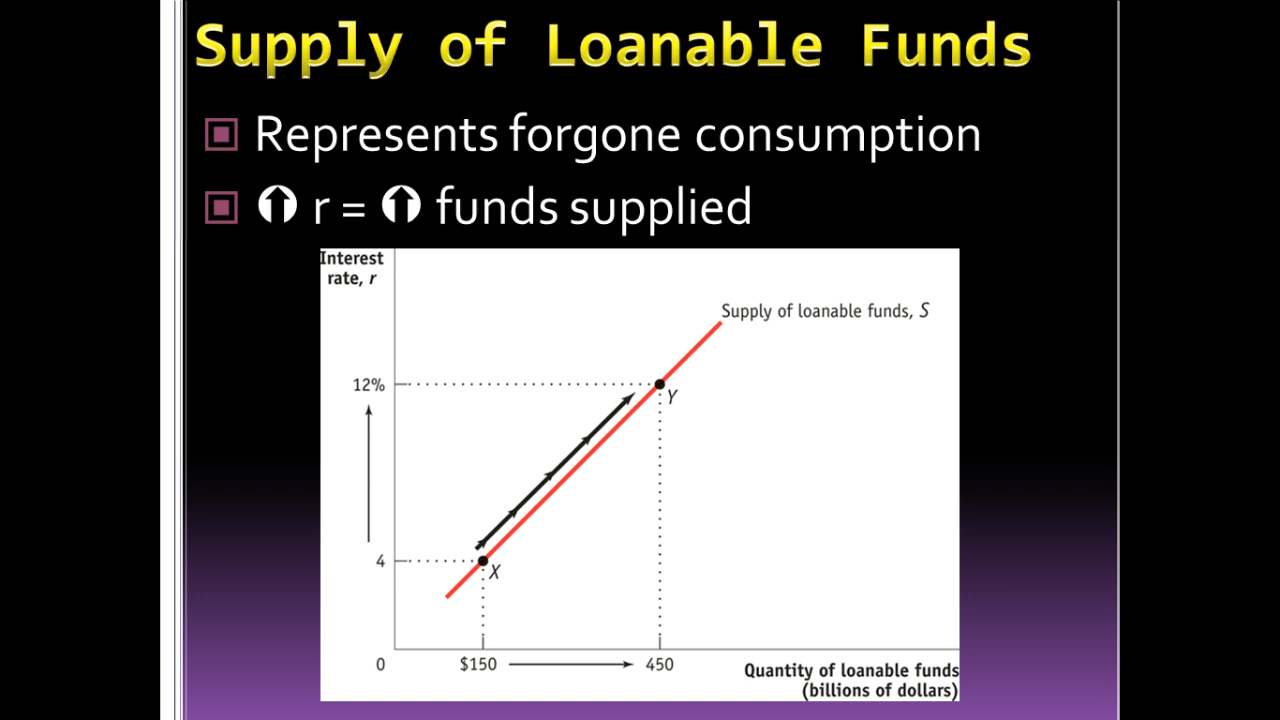 Supply of Loanable Funds
Represents forgone consumption
⬆ r = ⬆ funds supplied
Interest
rate, r
Supply of loanable funds, S
12%
Y
4
X
0
$150
450
Quantity of loanable funds
(billions of dollars)